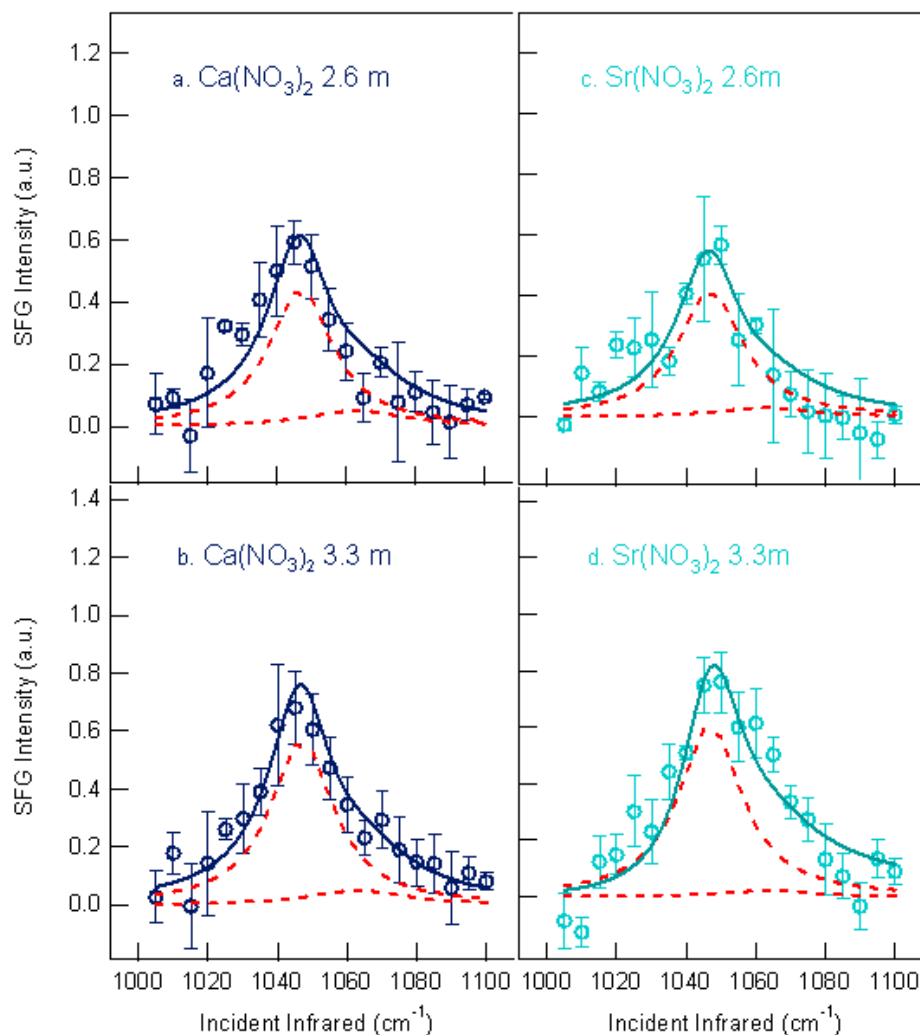 a. Ca(NO3)2 2.6 m
c. Sr(NO3)2 2.6m
SFG Intensity (a.u.)
1.2
1.0
0.8
0.6
0.4
0.2
0.0
b. Ca(NO3)2 3.3 m
d. Sr(NO3)2 3.3m
SFG Intensity (a.u.)
1.4
1.2
1.0
0.8
0.6
0.4
0.2
0.0
1000 1020 1040 1060 1080 1100
1000 1020 1040 1060 1080 1100
Incident Infrared (cm-1)
Incident Infrared (cm-1)